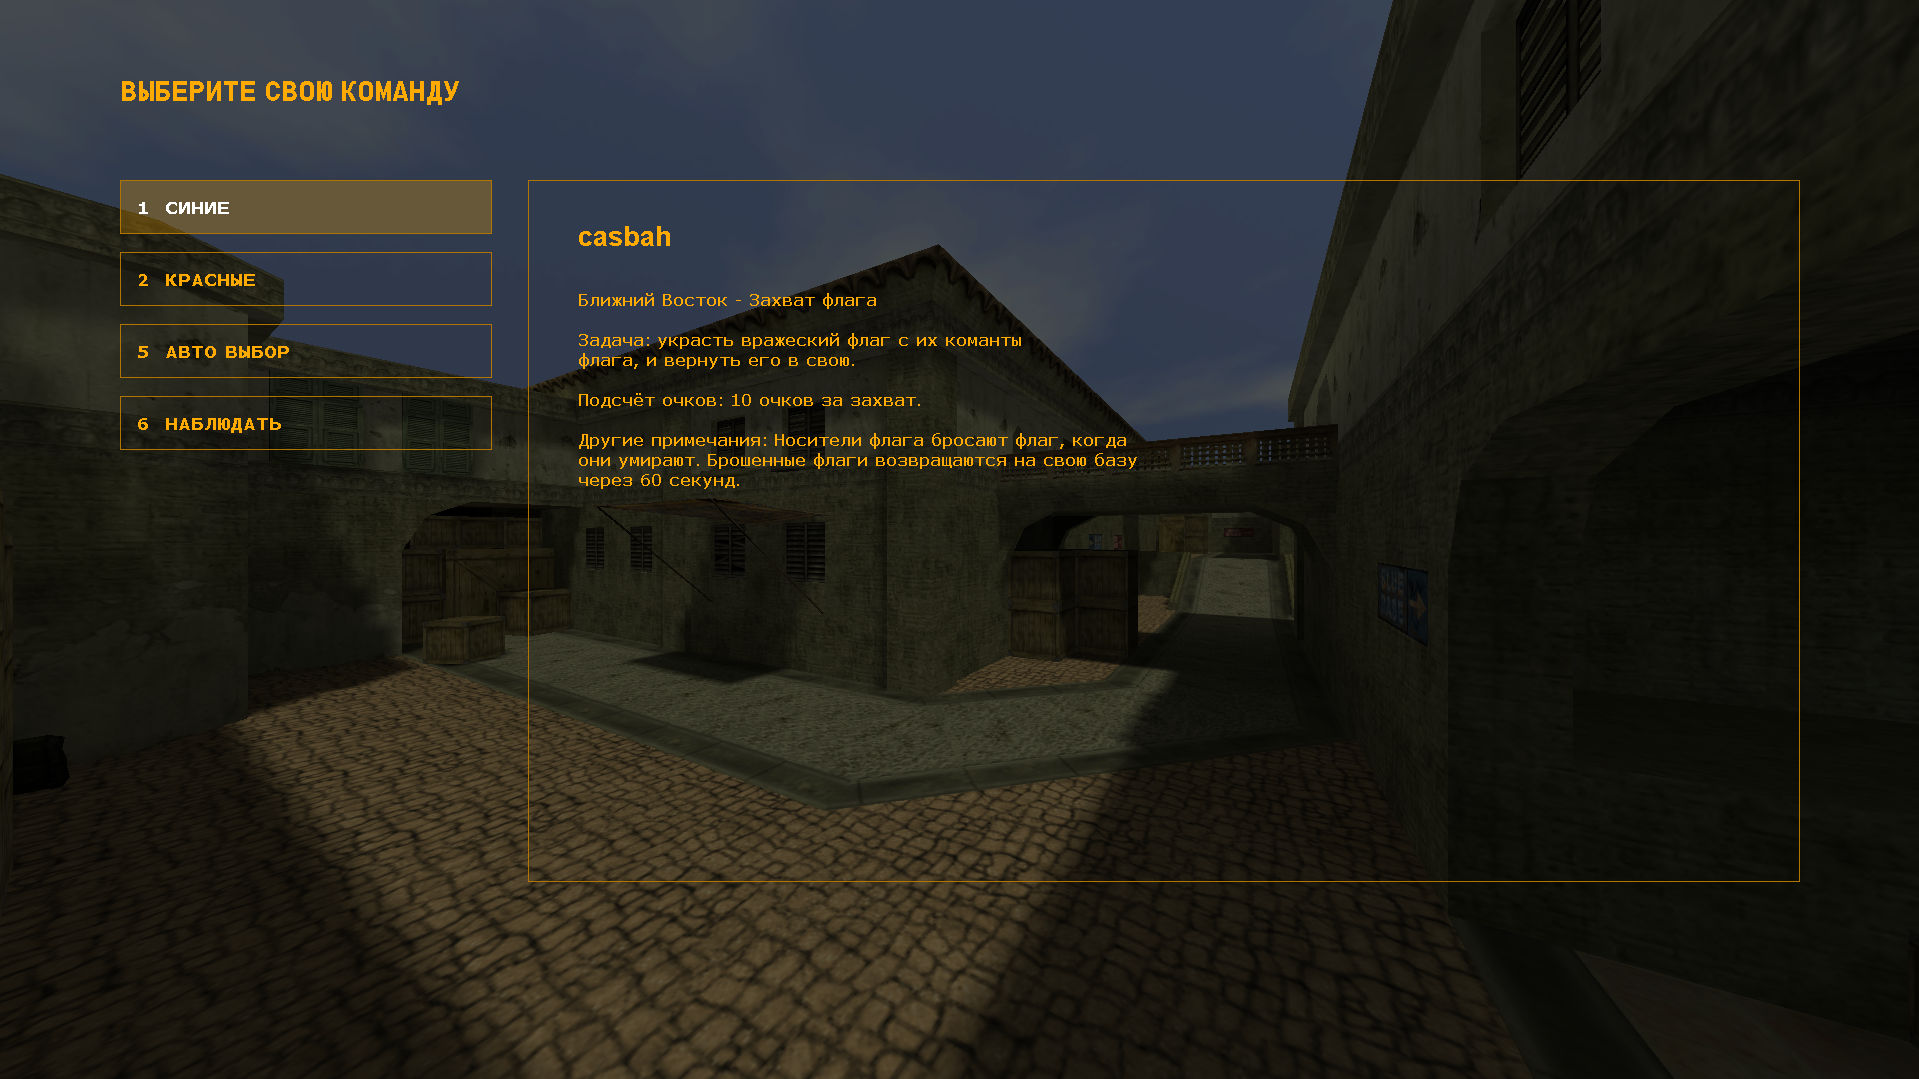 ВЫБЕРИТЕ СВОЮ КОМАНДУ
1 СИНИЕ
2 КРАСНЫЕ
5 АВТО ВЫБОР
6 НАБЛЮДАТЬ
casbah
Ближний Восток - Захват флага
Задача: украсть вражеский флаг с их команты
флага, и вернуть его в свою.
Подсчёт очков: 10 очков за захват.
Другие примечания: Носители флага бросают флаг, когда
они умирают. Брошенные флаги возвращаются на свою базу
через 60 секунд.
BLUE
BASE